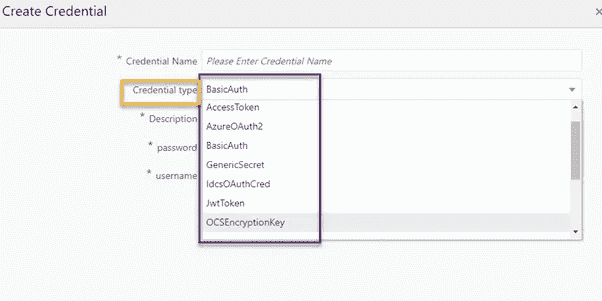 Create Credential
* Credential Name Please Enter Credential Name
Credential type BasicAuth
AccessToken
* Description
AzureOAuth2
BasicAuth
* password
GenericSecret
* username
IdcsOAuthCred
JwtToken
OCSEncryptionKey